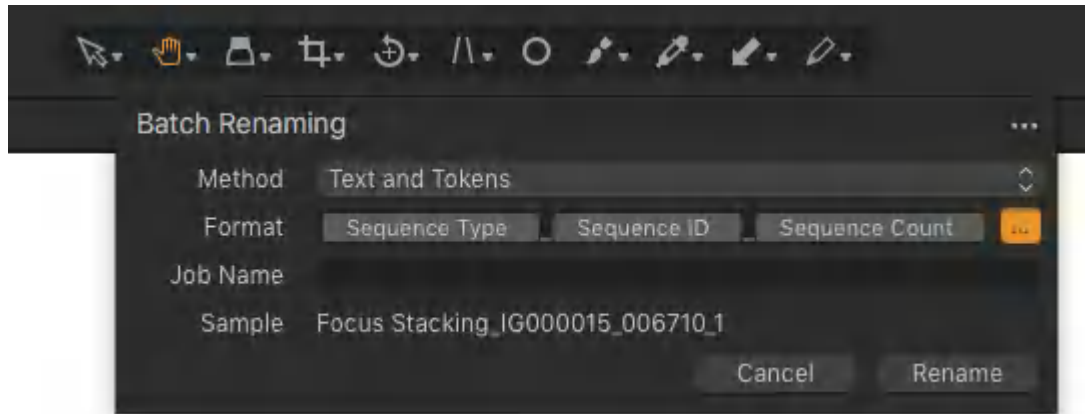 Batch Renaming
Method Text and Tokens
Format Sequence Type _ Sequence ID _ Sequence Count ...
Job Name
Sample Focus Stacking_IG000015_006710_1
Cancel Rename